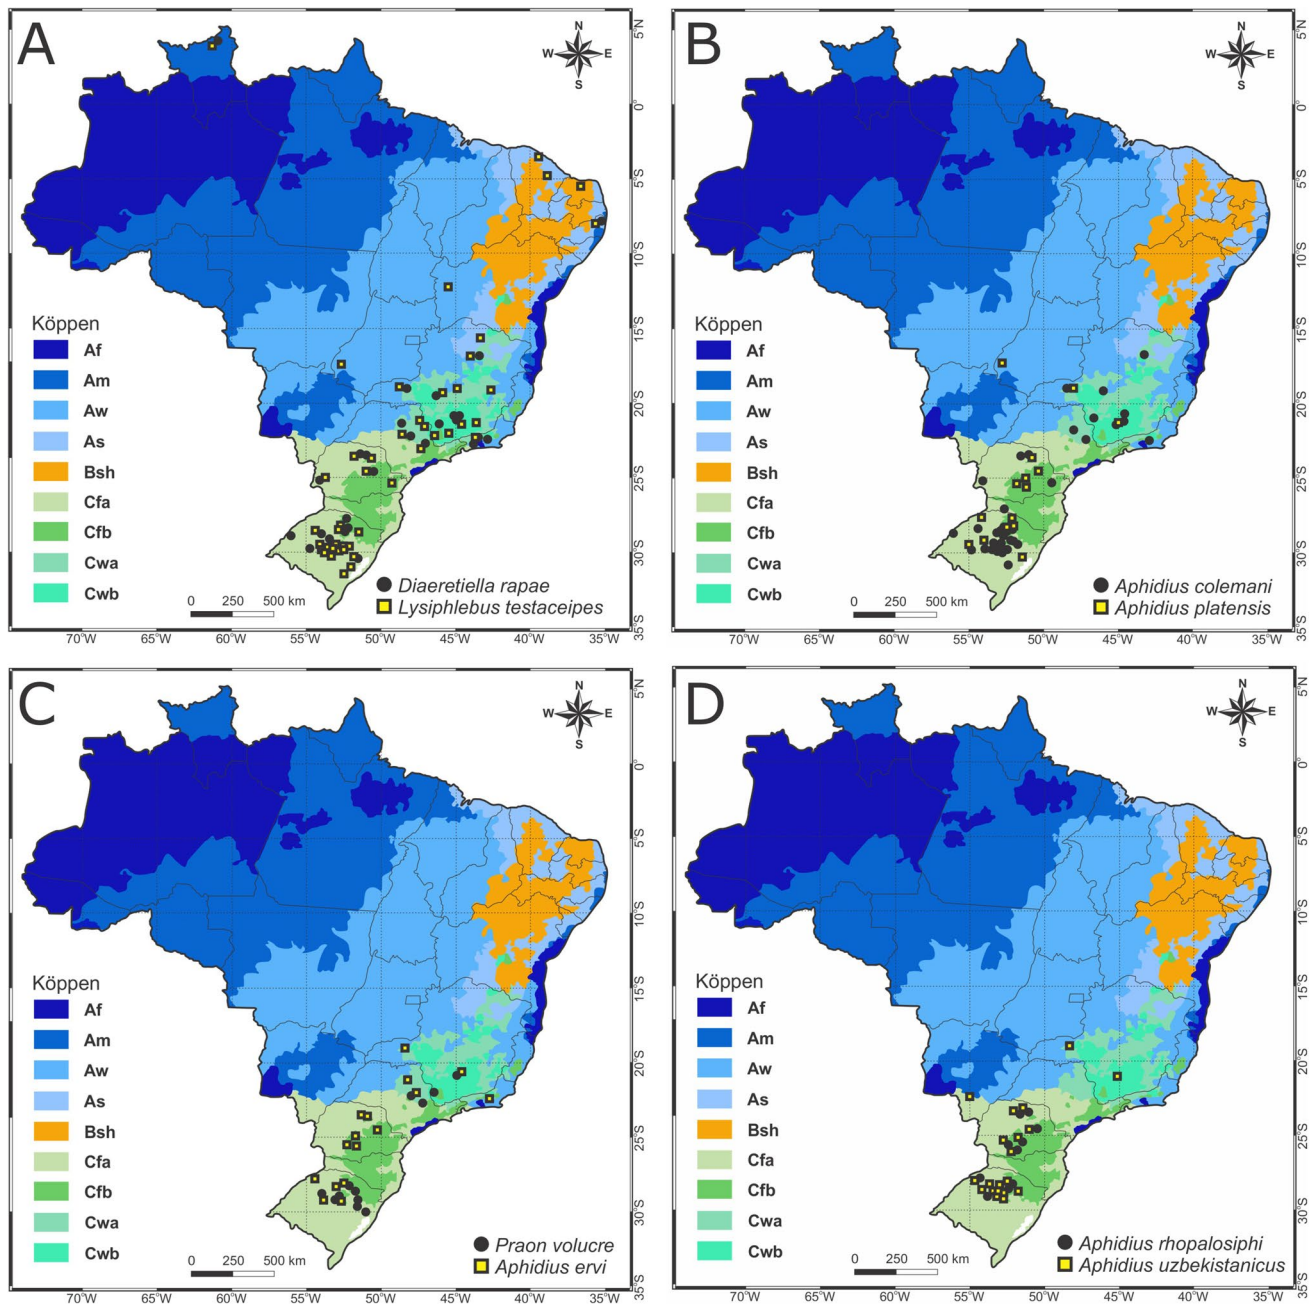 A
N
W E
S
5°N
0°
5°S
10°S
15°S
20°S
25°S
30°S
35°S
Köppen
Af
Am
Aw
As
Bsh
Cfa
Cfb
Cwa
Cwb
0 250 500 km
Diaeretiella rapae
Lysiphlebus testaceipes
70°W 65°W 60°W 55°W 50°W 45°W 40°W 35°W
B
N
W E
S
5°N
0°
5°S
10°S
15°S
20°S
25°S
30°S
35°S
Köppen
Af
Am
Aw
As
Bsh
Cfa
Cfb
Cwa
Cwb
0 250 500 km
Aphidius colemani
Aphidius platensis
70°W 65°W 60°W 55°W 50°W 45°W 40°W 35°W
C
N
W E
S
5°N
0°
5°S
10°S
15°S
20°S
25°S
30°S
35°S
Köppen
Af
Am
Aw
As
Bsh
Cfa
Cfb
Cwa
Cwb
0 250 500 km
Praon volucre
Aphidius ervi
70°W 65°W 60°W 55°W 50°W 45°W 40°W 35°W
D
N
W E
S
5°N
0°
5°S
10°S
15°S
20°S
25°S
30°S
35°S
Köppen
Af
Am
Aw
As
Bsh
Cfa
Cfb
Cwa
Cwb
0 250 500 km
Aphidius rhopalosiphi
Aphidius uzbekistanicus
70°W 65°W 60°W 55°W 50°W 45°W 40°W 35°W